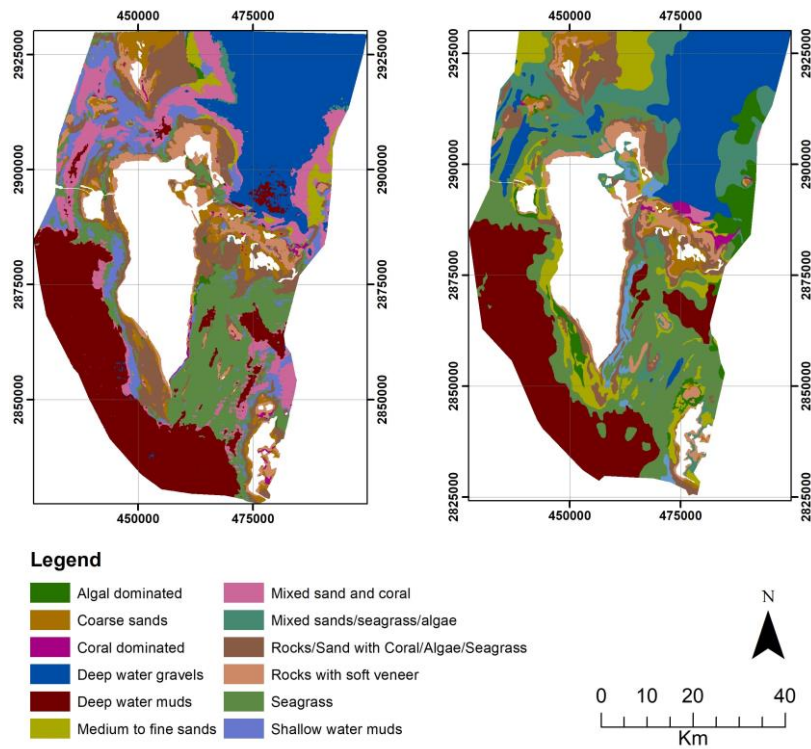 450000 475000 450000 475000
2925000 2925000 2925000
2900000 2900000 2900000
2875000 2875000 2875000
2850000 2850000 2850000
2825000
450000 475000 450000 475000
Legend
Algal dominated
Coarse sands
Coral dominated
Deep water gravels
Deep water muds
Medium to fine sands
Mixed sand and coral
Mixed sands/seagrass/algae
Rocks/Sand with Coral/Algae/Seagrass
Rocks with soft veneer
Seagrass
Shallow water muds
N
0 10 20 40
Km